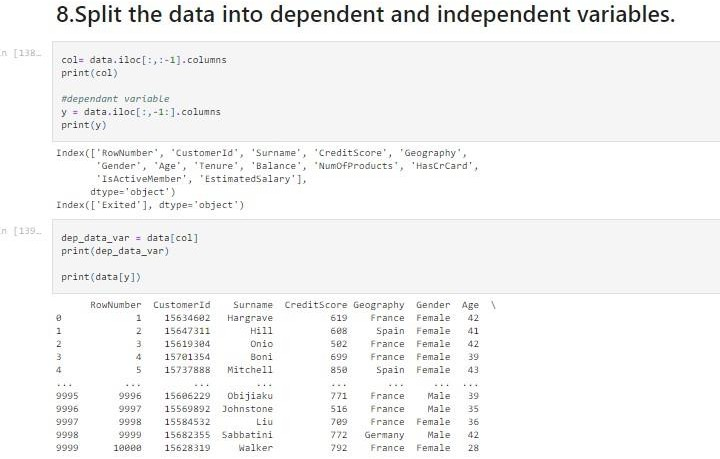 8.Split the data into dependent and independent variables.
n [138…
col= data.iloc[:,:-1].columns
print(col)
#dependant variable
y = data.iloc[:,-1:].columns
print(y)
Index(['RowNumber', 'CustomerId', 'Surname', 'CreditScore', 'Geography',
'Gender', 'Age', 'Tenure', 'Balance', 'NumOfProducts', 'HasCrCard',
'IsActiveMember', 'EstimatedSalary'],
dtype='object')
Index(['Exited'], dtype='object')
n [139…
dep_data_var = data[col]
print(dep_data_var)
print(data[y])
RowNumber CustomerId Surname CreditScore Geography Gender Age \
0 1 15634602 Hargrave 619 France Female 42
1 2 15647311 Hill 608 Spain Female 41
2 3 15619304 Onio 502 France Female 42
3 4 15701354 Boni 699 France Female 39
4 5 15737888 Mitchell 850 Spain Female 43
... ... ... ... ... ... ... ...
9995 9996 15606229 Obijiaku 771 France Male 39
9996 9997 15569892 Johnstone 516 France Male 35
9997 9998 15584532 Liu 709 France Female 36
9998 9999 15682355 Sabbatini 772 Germany Male 42
9999 10000 15628319 Walker 792 France Female 28